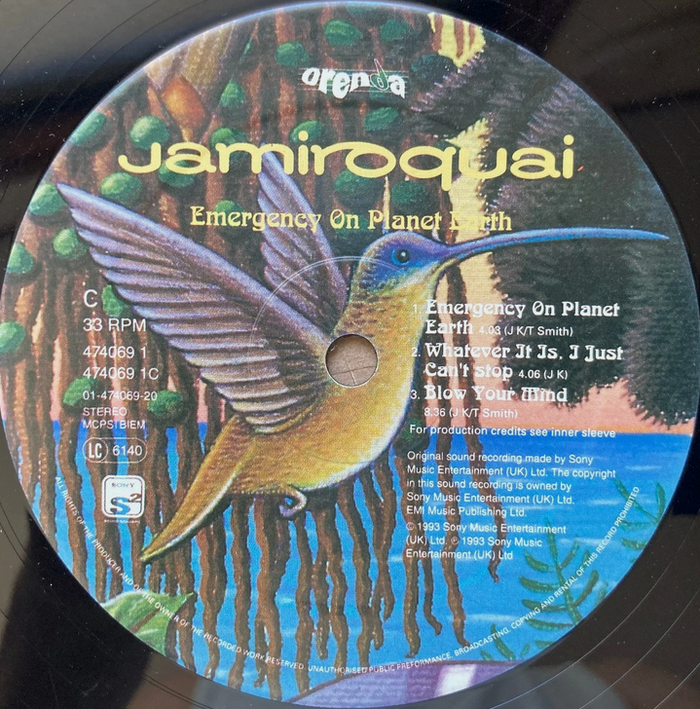 orenda
Jamiroquai
Emergency On Planet Earth
C
33 RPM
474069 1
474069 1C
01-474069-20
STEREO
MCPS1BIEM
LC 6140
SONY
S2
1. Emergency On Planet
Earth 4.03 (J K/T Smith)
2. Whatever It Is, I Just
Can't stop 4.06 (J K)
3. Blow Your Mind
8.36 (J K/T Smith)
For production credits see inner sleeve
Original sound recording made by Sony
Music Entertainment (UK) Ltd. The copyright
in this sound recording is owned by
Sony Music Entertainment (UK) Ltd.
EMI Music Publishing Ltd.
© 1993 Sony Music Entertainment
(UK) Ltd. ℗ 1993 Sony Music
Entertainment (UK) Ltd
ALL RIGHTS OF THE PRODUCER AND OF THE OWNER OF THE RECORDED WORK RESERVED. UNAUTHORISED PUBLIC PREFORMANCE, BROADCASTING, COPYING AND RENTAL OF THIS RECORD PROHIBITED